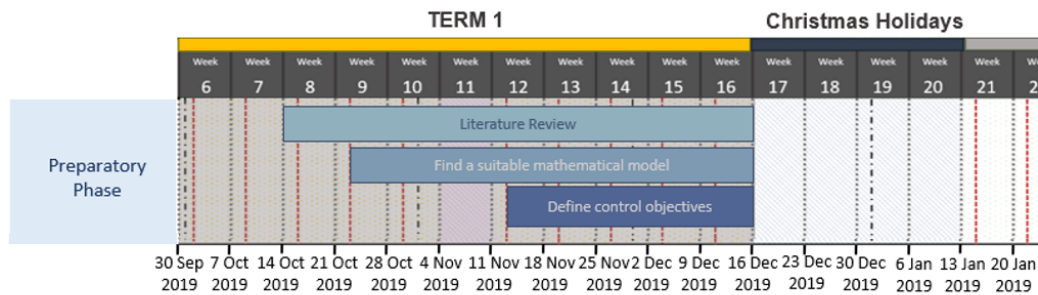 TERM 1 Christmas Holidays
Week Week Week Week Week Week Week Week Week Week Week Week Week Week Week Week
6 7 8 9 10 11 12 13 14 15 16 17 18 19 20 21 2
Literature Review
Preparatory
Phase
Find a suitable mathematical model
Define control objectives
30 Sep 7 Oct 14 Oct 21 Oct 28 Oct 4 Nov 11 Nov 18 Nov 25 Nov 2 Dec 9 Dec 16 Dec 23 Dec 30 Dec 6 Jan 13 Jan 20 Jan
2019 2019 2019 2019 2019 2019 2019 2019 2019 2019 2019 2019 2019 2019 2019 2019 2019